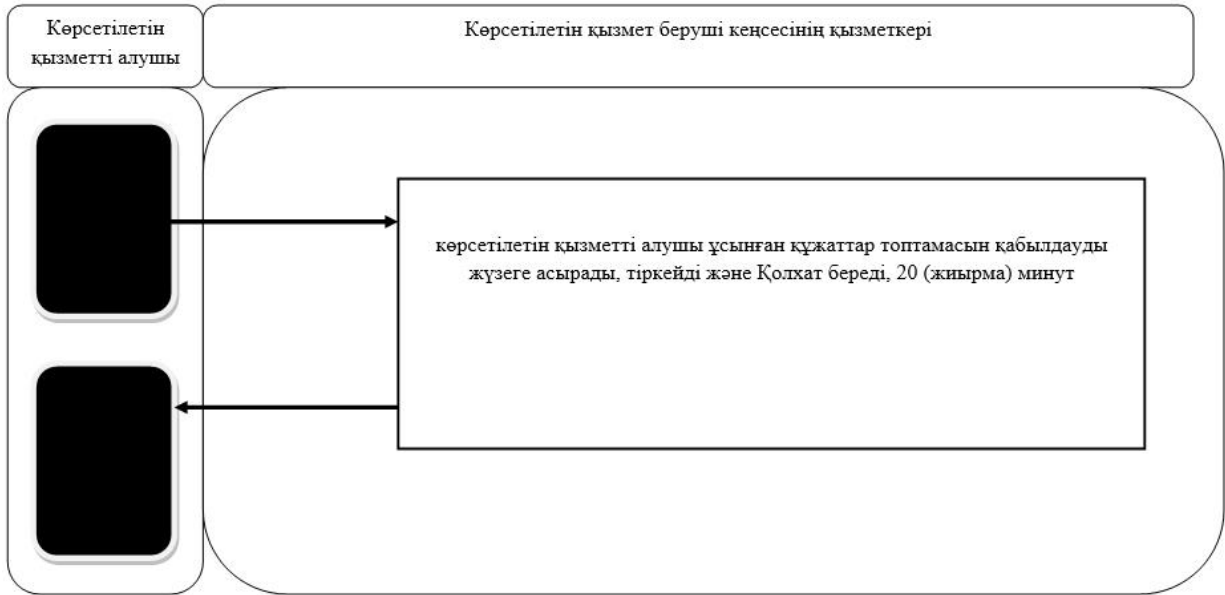 Көрсетілетін
қызметті алушы
Көрсетілетін қызмет беруші кеңсесінің қызметкері
көрсетілетін қызметті алушы ұсынған құжаттар топтамасын қабылдауды
жүзеге асырады, тіркейді және Қолхат береді, 20 (жиырма) минут